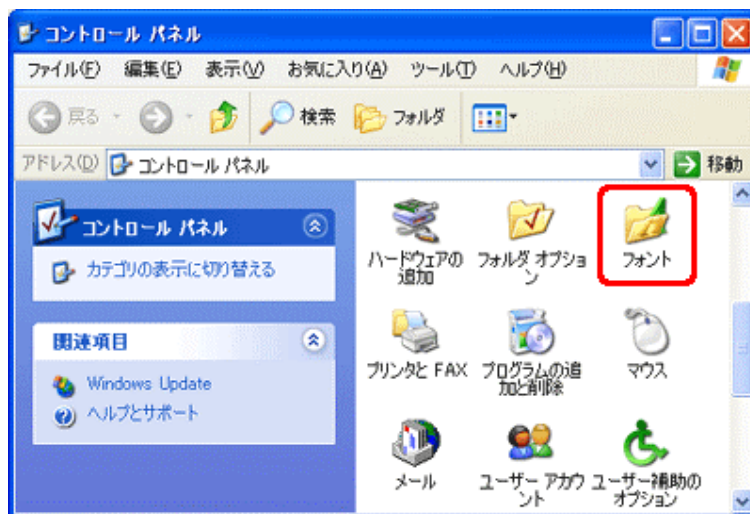 コントロール パネル
ファイル(F) 編集(E) 表示(V) お気に入り(A) ツール(T) ヘルプ(H)
戻る 検索 フォルダ
アドレス(D) コントロール パネル 移動
コントロール パネル
カテゴリの表示に切り替える
関連項目
Windows Update
ヘルプとサポート
ハードウェアの
追加
フォルダ オプショ
ン
フォント
プリンタと FAX
プログラムの追
加と削除
マウス
メール
ユーザー アカウ
ント
ユーザー補助の
オプション